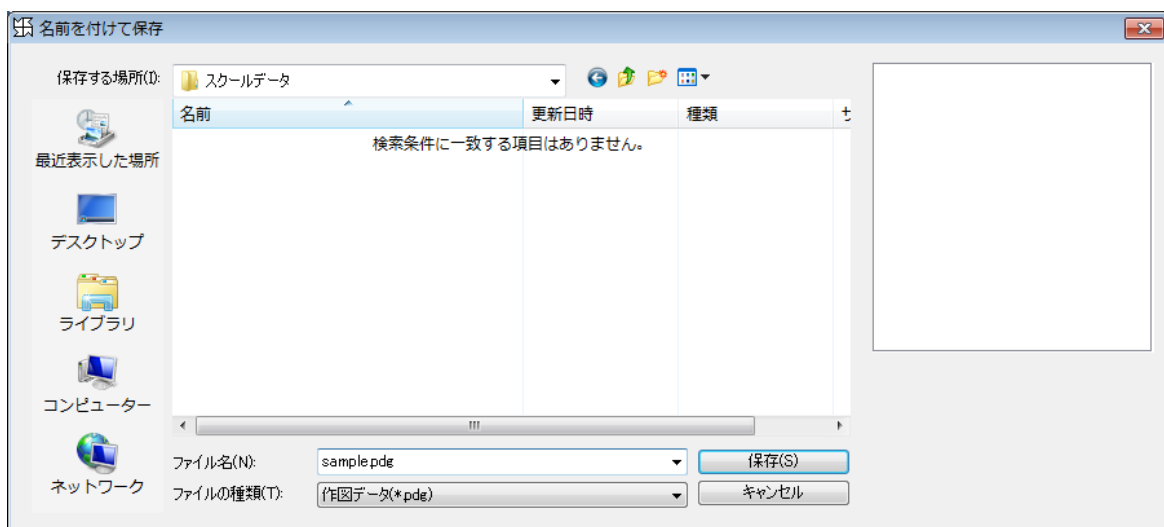 名前を付けて保存
保存する場所(I):
スクールデータ
名前
更新日時
種類
サ
検索条件に一致する項目はありません。
最近表示した場所
デスクトップ
ライブラリ
コンピューター
ネットワーク
ファイル名(N):
sample.pdg
保存(S)
ファイルの種類(T):
作図データ(*.pdg)
キャンセル